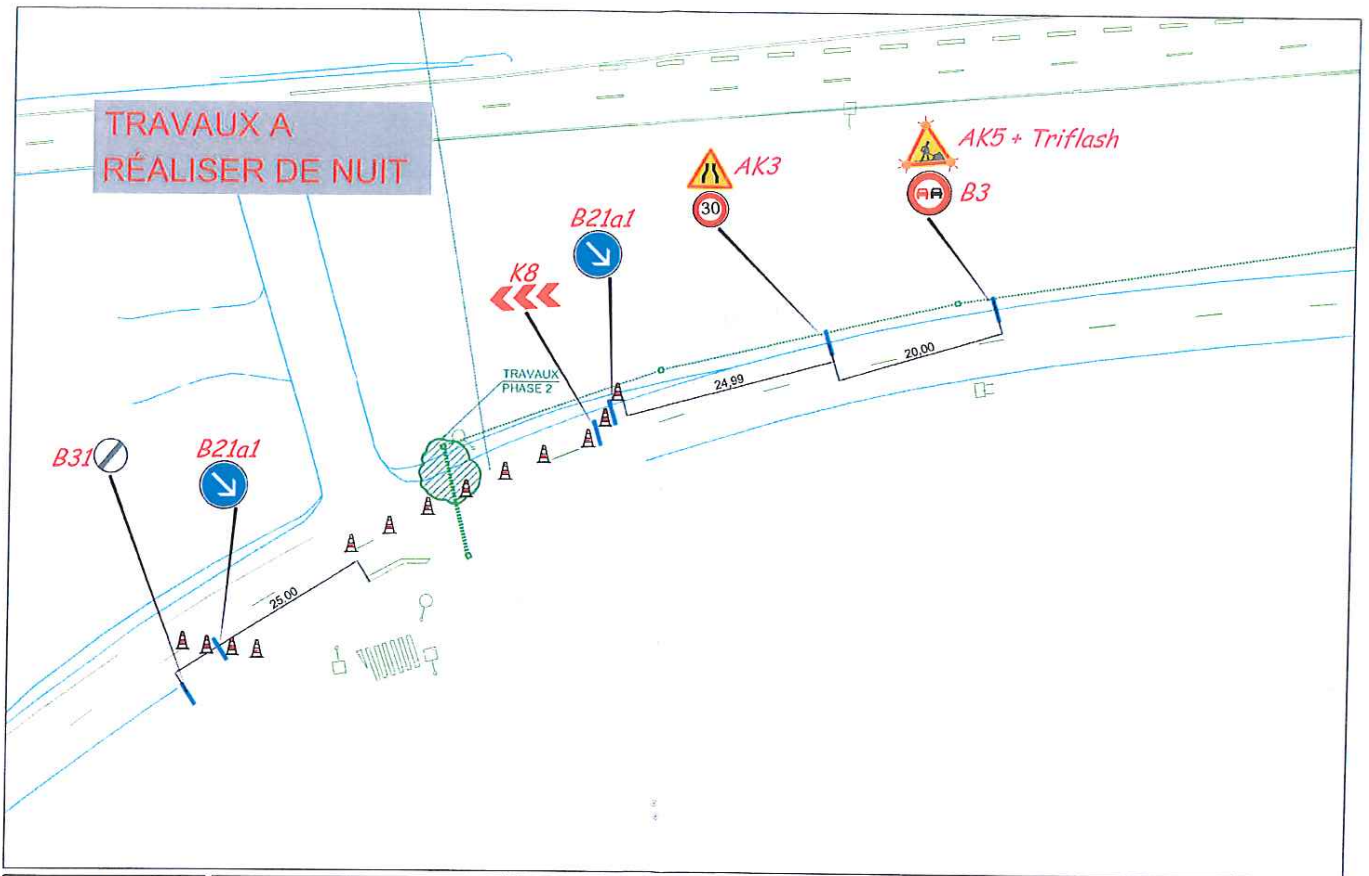 TRAVAUX A
RÉALISER DE NUIT
AK5 + Triflash
B3
AK3
30
B21a1
K8
20,00
24,99
TRAVAUX
PHASE 2
B31
B21a1
25,00